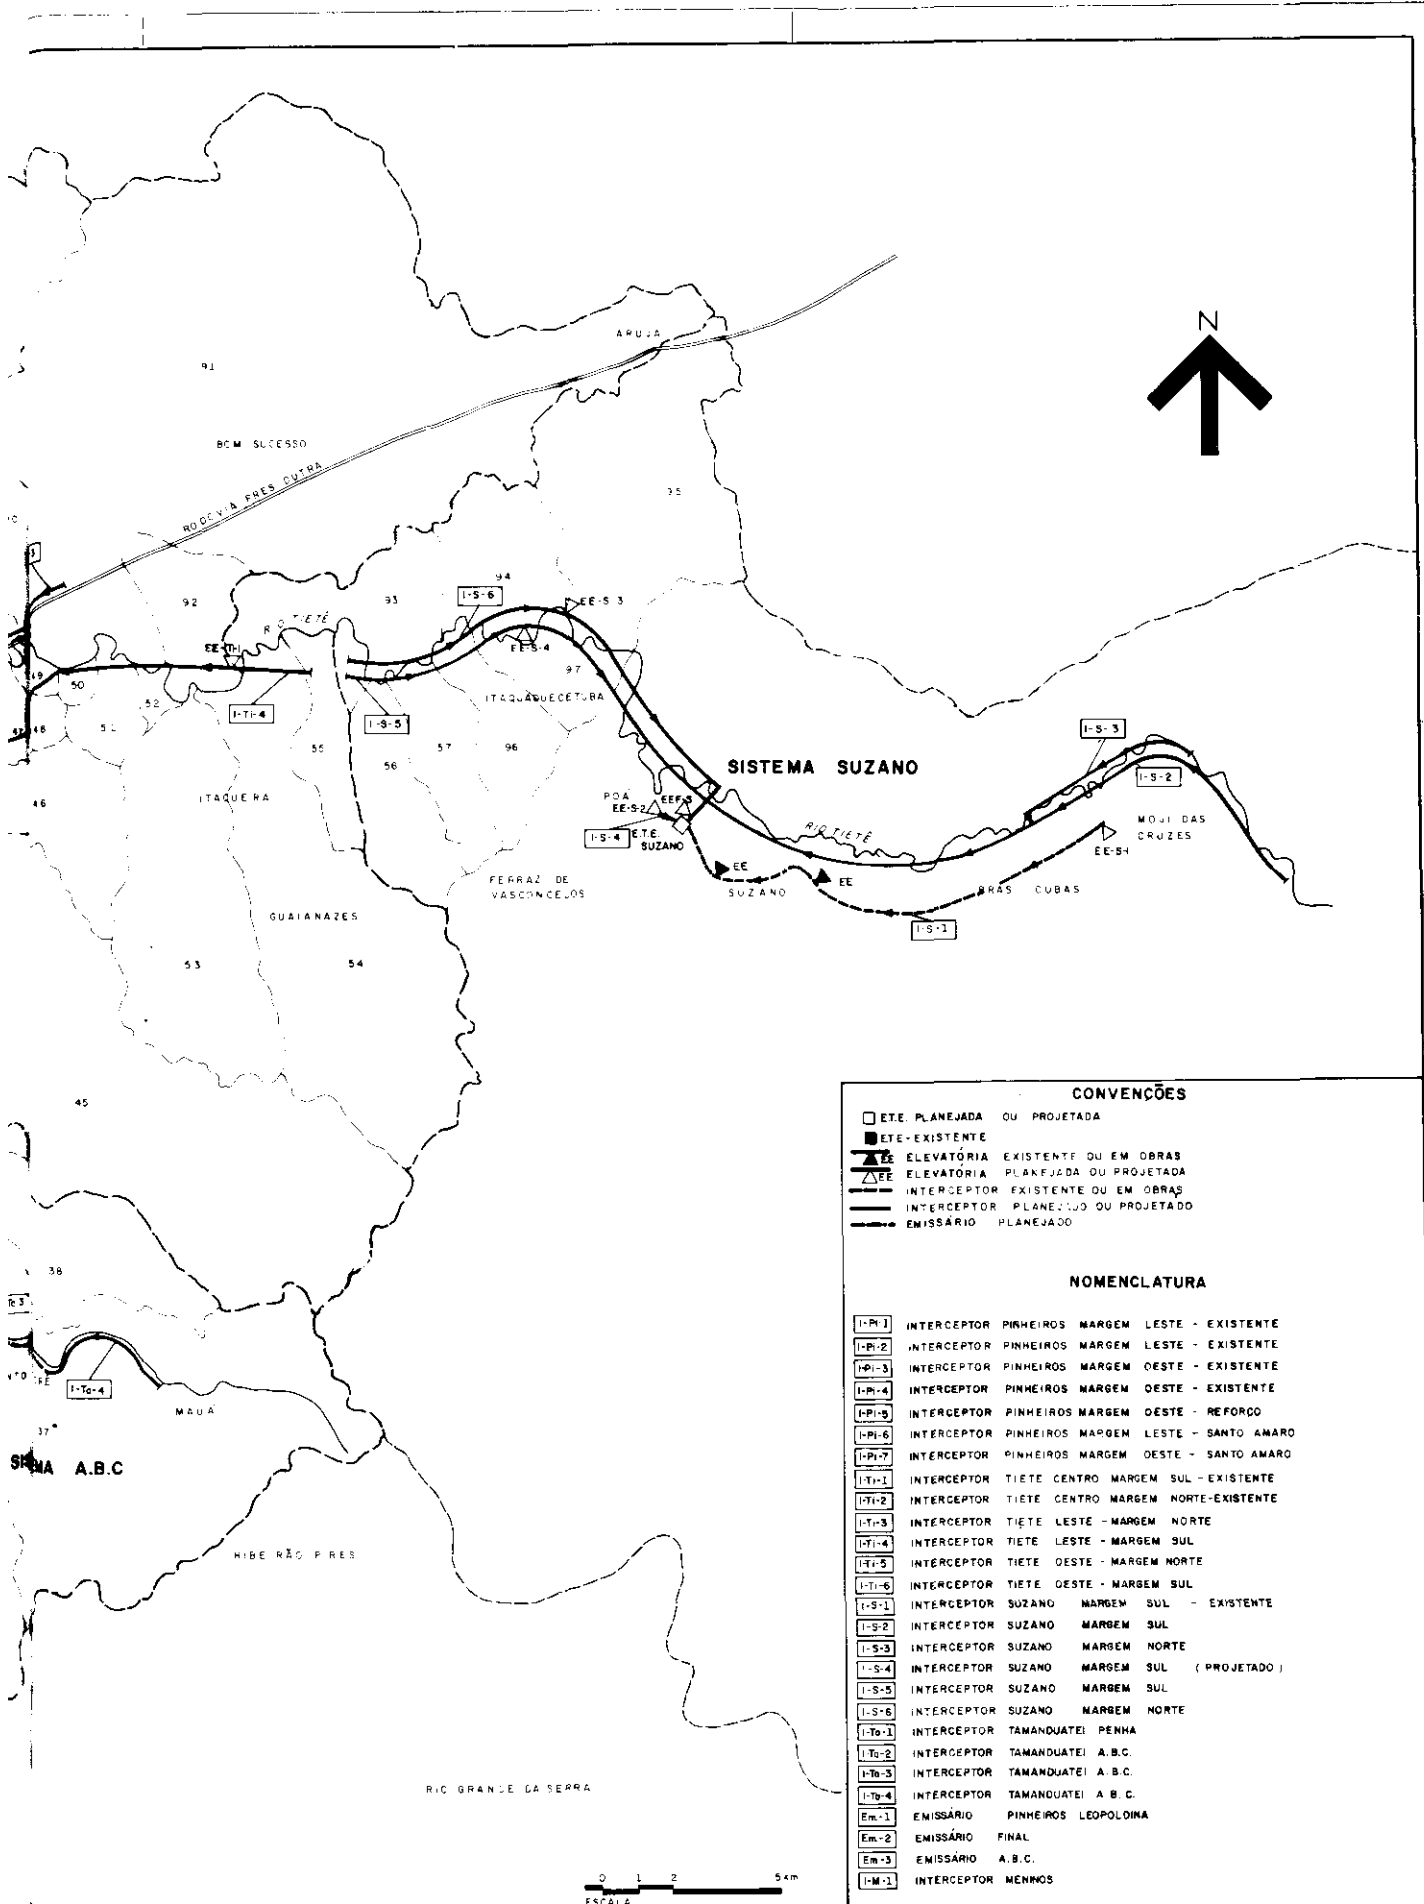 N
ARUJA
91
BOM SUCESSO
RODOVIA PRES DUTRA
95
94
92
93
I-S-6
EE-S-3
RIO TIETÊ
EE-S-4
97
49
50
ITAQUAQUECETUBA
52
I-Ti-4
I-S-5
I-S-3
48
51
55
57
96
56
SISTEMA SUZANO
I-S-2
46
ITAQUERA
POÁ
EE-S-2
I-S-4
E.T.E.
SUZANO
RIO TIETÊ
MOJI DAS
CRUZES
EE-S-1
FERRAZ DE
VASCONCELOS
EE
SUZANO
EE
BRAS CUBAS
GUAIANAZES
I-S-1
53
54
45
38
I-Ta-4
MAUÁ
37
A.B.C
RIBEIRÃO PIRES
RIO GRANDE DA SERRA
0 1 2 5 km
ESCALA
CONVENÇÕES
E.T.E. PLANEJADA OU PROJETADA
ETE-EXISTENTE
EE ELEVATÓRIA EXISTENTE OU EM OBRAS
EE ELEVATÓRIA PLANEJADA OU PROJETADA
INTERCEPTOR EXISTENTE OU EM OBRAS
INTERCEPTOR PLANEJADO OU PROJETADO
EMISSÁRIO PLANEJADO
NOMENCLATURA
I-Pi-1 INTERCEPTOR PINHEIROS MARGEM LESTE - EXISTENTE
I-Pi-2 INTERCEPTOR PINHEIROS MARGEM LESTE - EXISTENTE
I-Pi-3 INTERCEPTOR PINHEIROS MARGEM OESTE - EXISTENTE
I-Pi-4 INTERCEPTOR PINHEIROS MARGEM OESTE - EXISTENTE
I-Pi-5 INTERCEPTOR PINHEIROS MARGEM OESTE - REFORÇO
I-Pi-6 INTERCEPTOR PINHEIROS MARGEM LESTE - SANTO AMARO
I-Pi-7 INTERCEPTOR PINHEIROS MARGEM OESTE - SANTO AMARO
I-Ti-1 INTERCEPTOR TIETE CENTRO MARGEM SUL - EXISTENTE
I-Ti-2 INTERCEPTOR TIETE CENTRO MARGEM NORTE-EXISTENTE
I-Ti-3 INTERCEPTOR TIETE LESTE - MARGEM NORTE
I-Ti-4 INTERCEPTOR TIETE LESTE - MARGEM SUL
I-Ti-5 INTERCEPTOR TIETE OESTE - MARGEM NORTE
I-Ti-6 INTERCEPTOR TIETE OESTE - MARGEM SUL
I-S-1 INTERCEPTOR SUZANO MARGEM SUL - EXISTENTE
I-S-2 INTERCEPTOR SUZANO MARGEM SUL
I-S-3 INTERCEPTOR SUZANO MARGEM NORTE
I-S-4 INTERCEPTOR SUZANO MARGEM SUL ( PROJETADO )
I-S-5 INTERCEPTOR SUZANO MARGEM SUL
I-S-6 INTERCEPTOR SUZANO MARGEM NORTE
I-Ta-1 INTERCEPTOR TAMANDUATEI PENHA
I-Ta-2 INTERCEPTOR TAMANDUATEI A.B.C.
I-Ta-3 INTERCEPTOR TAMANDUATEI A.B.C.
I-Ta-4 INTERCEPTOR TAMANDUATEI A B.C.
Em-1 EMISSÁRIO PINHEIROS LEOPOLDINA
Em-2 EMISSÁRIO FINAL
Em-3 EMISSÁRIO A.B.C.
I-M-1 INTERCEPTOR MENINOS